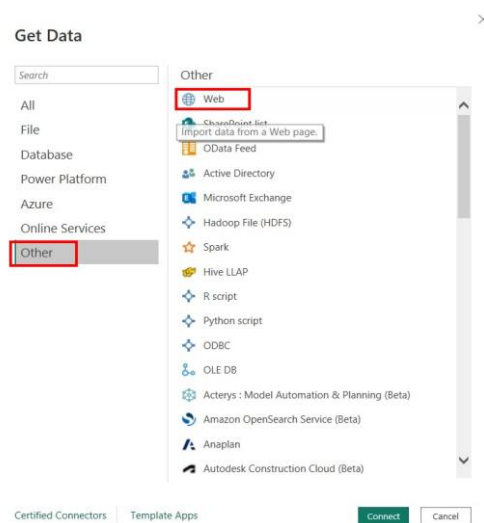 Get Data
Search
All
File
Database
Power Platform
Azure
Online Services
Other
Other
Web
SharePoint list
Import data from a Web page.
OData Feed
Active Directory
Microsoft Exchange
Hadoop File (HDFS)
Spark
Hive LLAP
R script
Python script
ODBC
OLE DB
Acterys : Model Automation & Planning (Beta)
Amazon OpenSearch Service (Beta)
Anaplan
Autodesk Construction Cloud (Beta)
Certified Connectors
Template Apps
Connect
Cancel